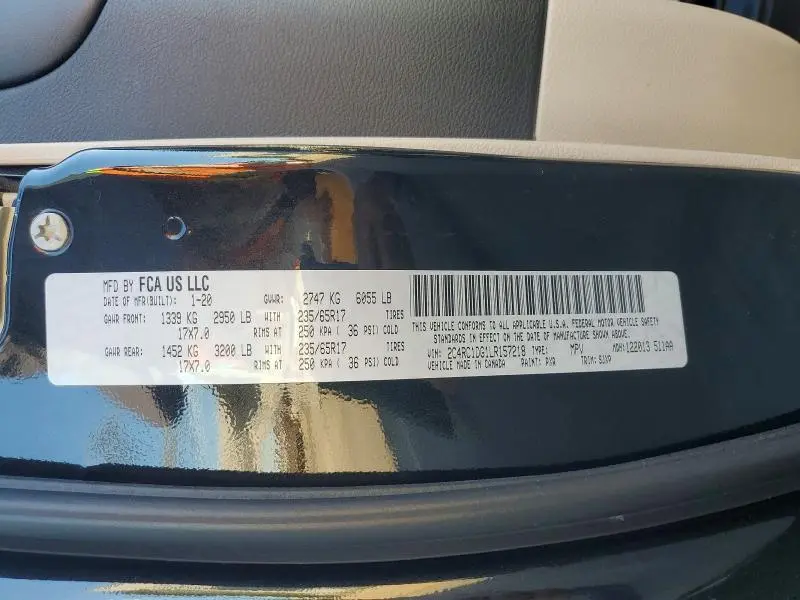 MFD BY FCA US LLC
DATE OF MFR(BUILT): 1-20 GVWR: 2747 KG 6055 LB
GAWR FRONT: 1339 KG 2950 LB WITH 235/65R17 TIRES
17X7.0 RIMS AT 250 KPA ( 36 PSI) COLD
GAWR REAR: 1452 KG 3200 LB WITH 235/65R17 TIRES
17X7.0 RIMS AT 250 KPA ( 36 PSI) COLD
THIS VEHICLE CONFORMS TO ALL APPLICABLE U.S.A. FEDERAL MOTOR VEHICLE SAFETY
STANDARDS IN EFFECT ON THE DATE OF MANUFACTURE SHOWN ABOVE.
VIN: 2C4RC1DG1LR157218 TYPE: MPV MDH: 122013 511AA
VEHICLE MADE IN CANADA PAINT: PXR TRIM: